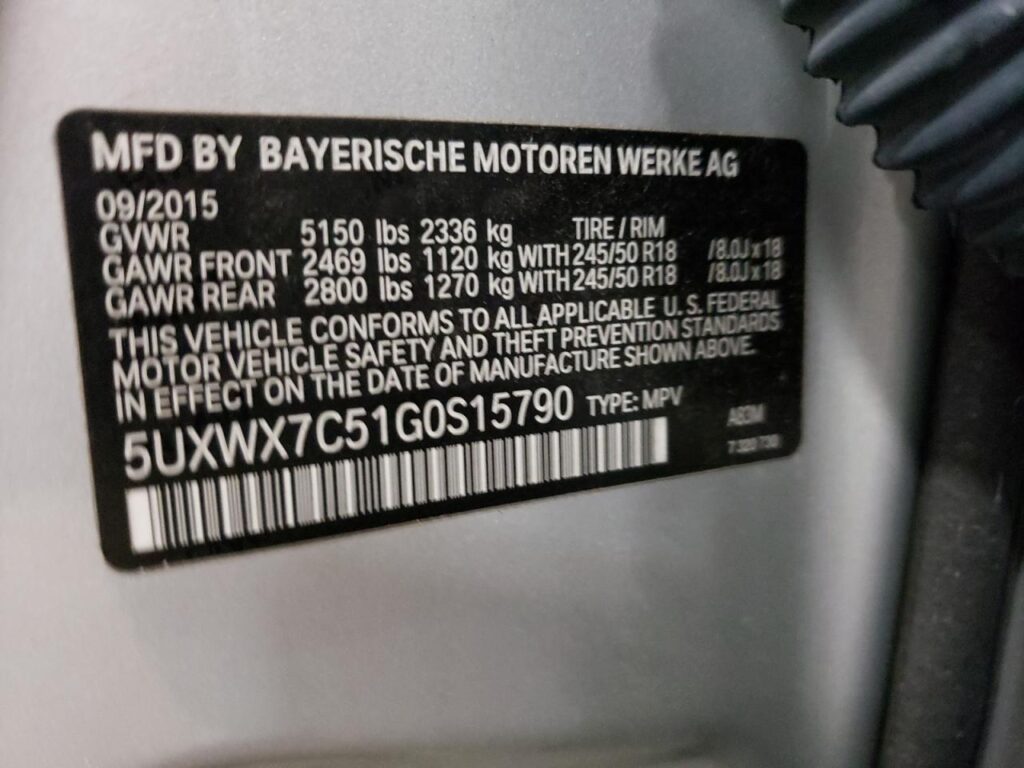 MFD BY BAYERISCHE MOTOREN WERKE AG
09/2015
GVWR 5150 lbs 2336 kg TIRE / RIM
GAWR FRONT 2469 lbs 1120 kg WITH 245/50 R18 /8.0J x 18
GAWR REAR 2800 lbs 1270 kg WITH 245/50 R18 /8.0J x 18
THIS VEHICLE CONFORMS TO ALL APPLICABLE U. S. FEDERAL
MOTOR VEHICLE SAFETY AND THEFT PREVENTION STANDARDS
IN EFFECT ON THE DATE OF MANUFACTURE SHOWN ABOVE.
5UXWX7C51G0S15790 TYPE: MPV